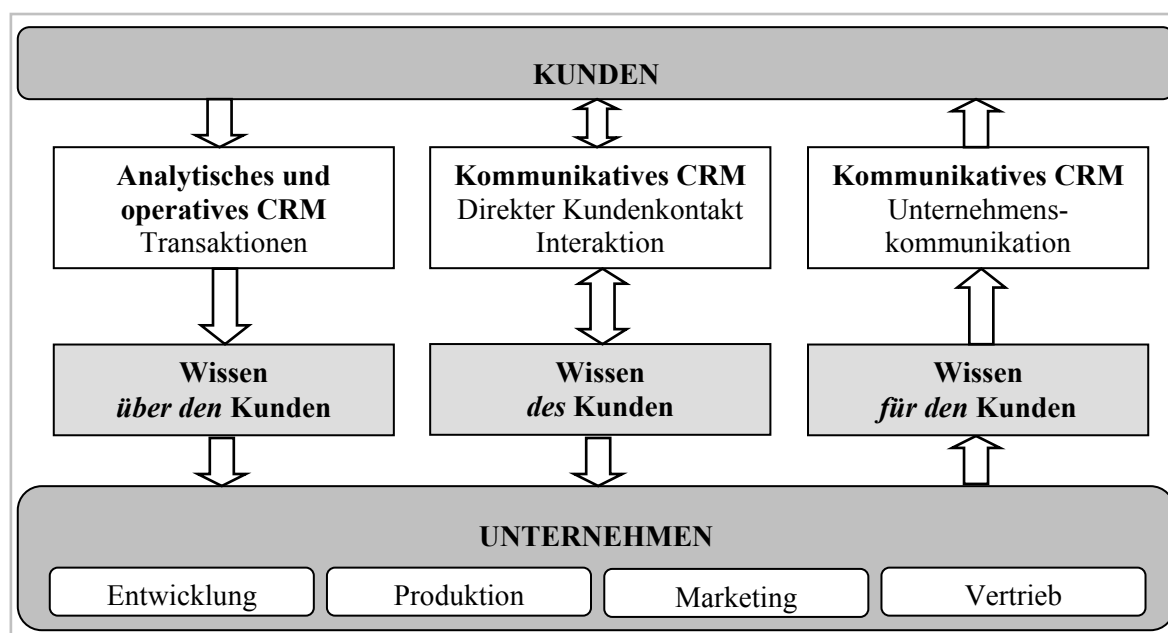 KUNDEN
Analytisches und
operatives CRM
Transaktionen
Kommunikatives CRM
Direkter Kundenkontakt
Interaktion
Kommunikatives CRM
Unternehmens-
kommunikation
Wissen
über den Kunden
Wissen
des Kunden
Wissen
für den Kunden
UNTERNEHMEN
Entwicklung
Produktion
Marketing
Vertrieb